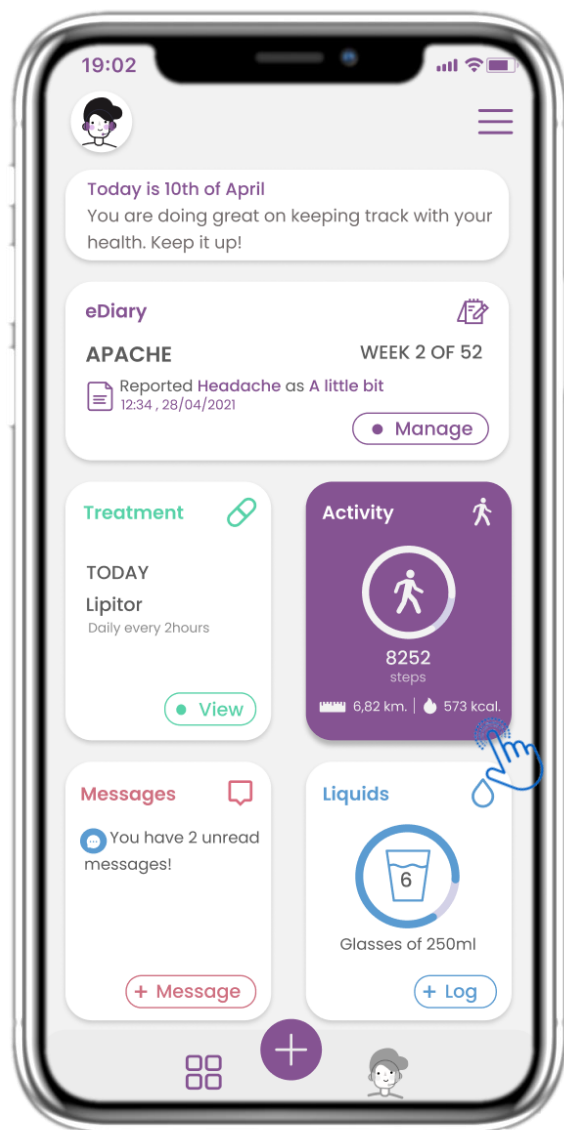 19:02
Today is 10th of April
You are doing great on keeping track with your
health. Keep it up!
eDiary
APACHE
WEEK 2 OF 52
Reported Headache as A little bit
12:34 , 28/04/2021
Manage
Treatment
TODAY
Lipitor
Daily every 2hours
View
Activity
8252
steps
6,82 km.
573 kcal.
Messages
You have 2 unread
messages!
+ Message
Liquids
6
Glasses of 250ml
+ Log